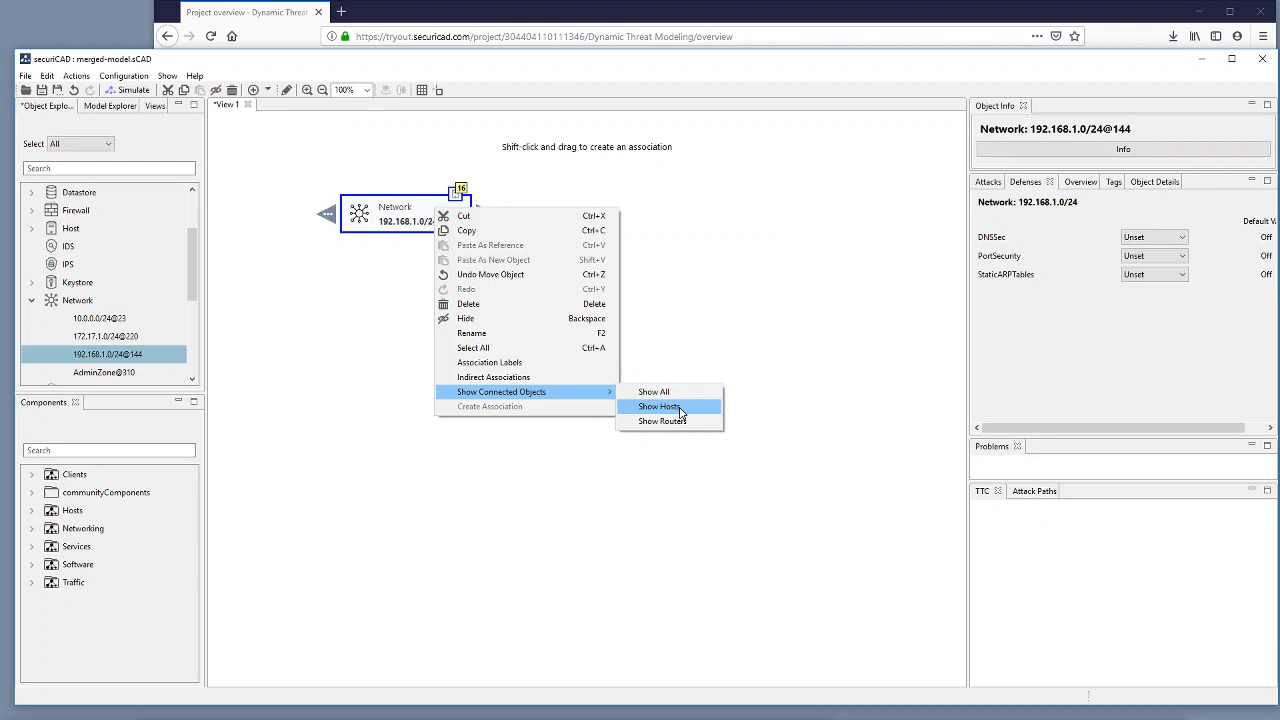 Project overview - Dynamic Threat
https://tryout.securicad.com/project/304404110111346/Dynamic Threat Modeling/overview
securiCAD : merged-model.sCAD
File Edit Actions Configuration Show Help
Simulate 100%
*Object Explo... Model Explorer Views
*View 1
Object Info
Select All
Shift-click and drag to create an association
Network: 192.168.1.0/24@144
Info
Search
Attacks Defenses Overview Tags Object Details
Datastore
16
Network: 192.168.1.0/24
Firewall
Network
192.168.1.0/24
Default V
Host
DNSSec Unset Off
IDS
PortSecurity Unset Off
IPS
StaticARPTables Unset Off
Keystore
Network
10.0.0.0/24@23
172.17.1.0/24@220
192.168.1.0/24@144
AdminZone@310
Cut Ctrl+X
Copy Ctrl+C
Paste As Reference Ctrl+V
Paste As New Object Shift+V
Undo Move Object Ctrl+Z
Redo Ctrl+Y
Delete Delete
Hide Backspace
Rename F2
Select All Ctrl+A
Association Labels
Indirect Associations
Show Connected Objects
Create Association
Show All
Show Hosts
Show Routers
Components
Search
Clients
communityComponents
Hosts
Networking
Services
Software
Traffic
Problems
TTC Attack Paths